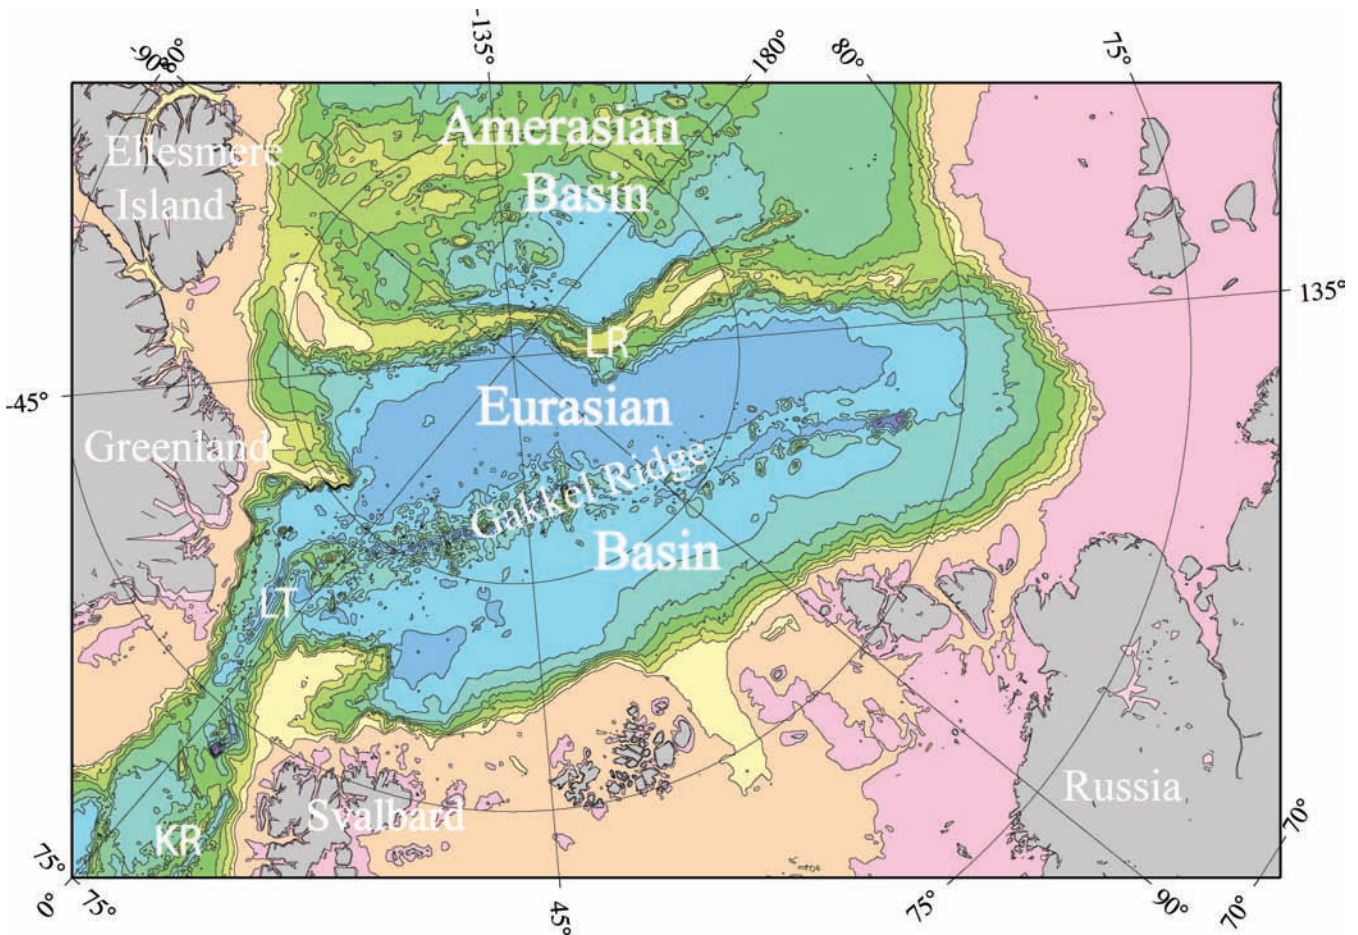 -90°
80°
-135°
180°
80°
75°
Amerasian
Basin
Ellesmere
Island
135°
LR
-45°
Eurasian
Greenland
Gakkel Ridge
Basin
LT
Russia
Svalbard
KR
75°
0°
75°
45°
75°
90°
70°
70°